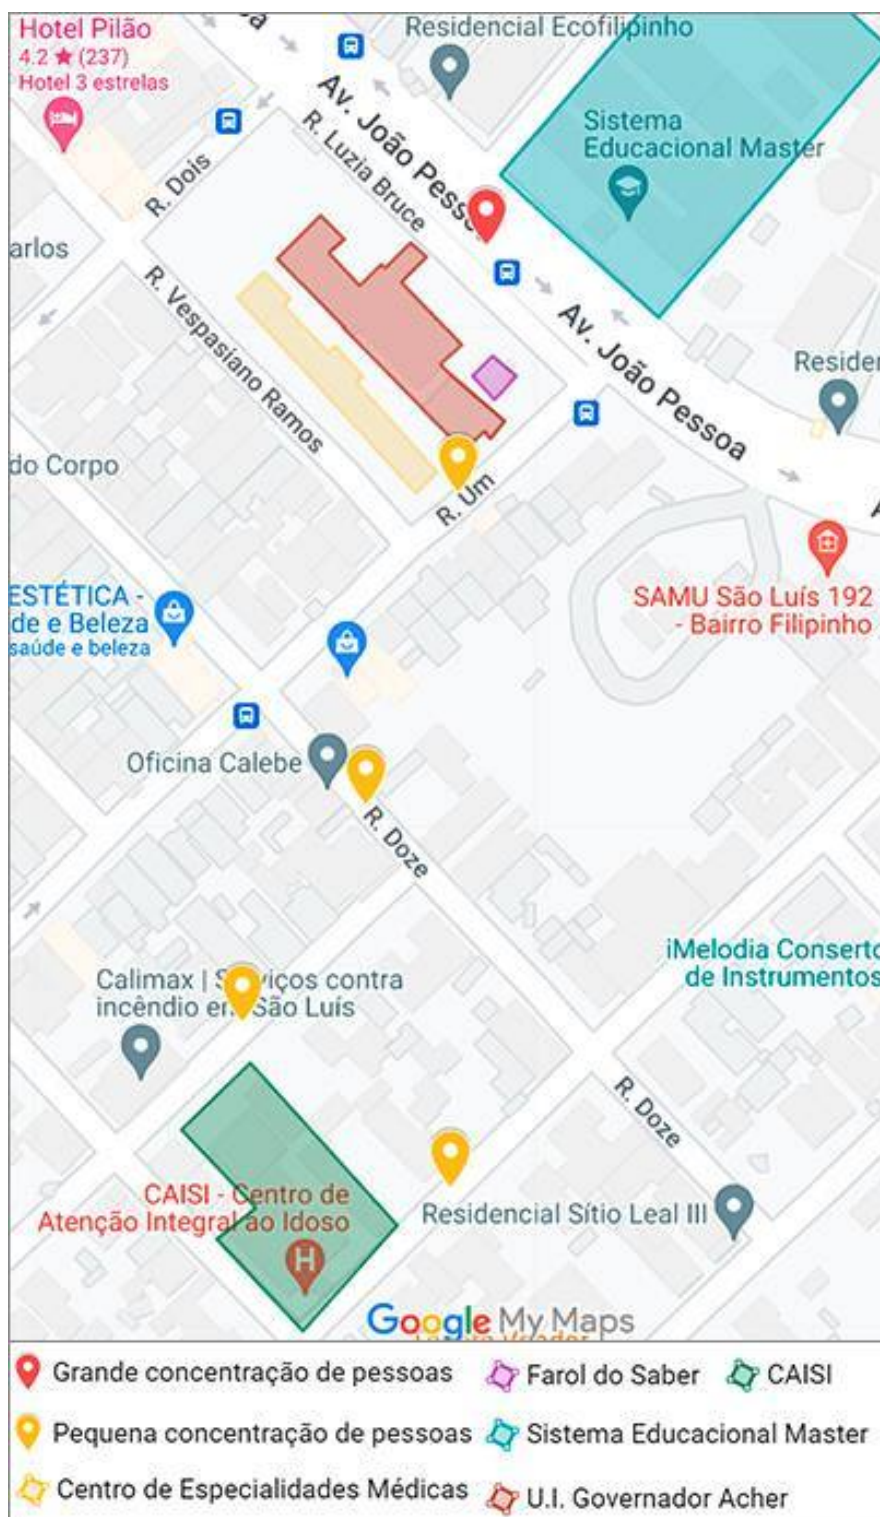 Hotel Pilão
4.2 ★ (237)
Hotel 3 estrelas
Residencial Ecofilipinho
Av. João Pessoa
R. Luzia Bruce
Sistema
Educacional Master
R. Dois
arlos
R. Vespasiano Ramos
Av. João Pessoa
Resider
do Corpo
R. Um
ESTÉTICA -
de e Beleza
saúde e beleza
SAMU São Luís 192
- Bairro Filipinho
Oficina Calebe
R. Doze
iMelodia Conserto
de Instrumentos
Calimax | Serviços contra
incêndio em São Luís
R. Doze
CAISI - Centro de
Atenção Integral ao Idoso
H
Residencial Sítio Leal III
Google My Maps
Grande concentração de pessoas
Farol do Saber
CAISI
Pequena concentração de pessoas
Sistema Educacional Master
Centro de Especialidades Médicas
U.I. Governador Acher